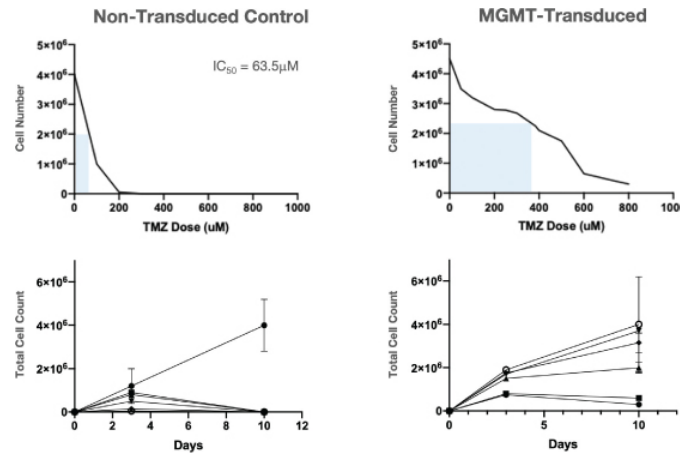 Non-Transduced Control
MGMT-Transduced
5×10⁶
4×10⁶
3×10⁶
2×10⁶
1×10⁶
0
Cell Number
IC₅₀ = 63.5μM
0 200 400 600 800 1000
TMZ Dose (uM)
5×10⁶
4×10⁶
3×10⁶
2×10⁶
1×10⁶
0
Cell Number
0 200 400 600 800 1000
TMZ Dose (uM)
6×10⁶
4×10⁶
2×10⁶
0
Total Cell Count
0 2 4 6 8 10 12
Days
6×10⁶
4×10⁶
2×10⁶
0
Total Cell Count
0 5 10
Days